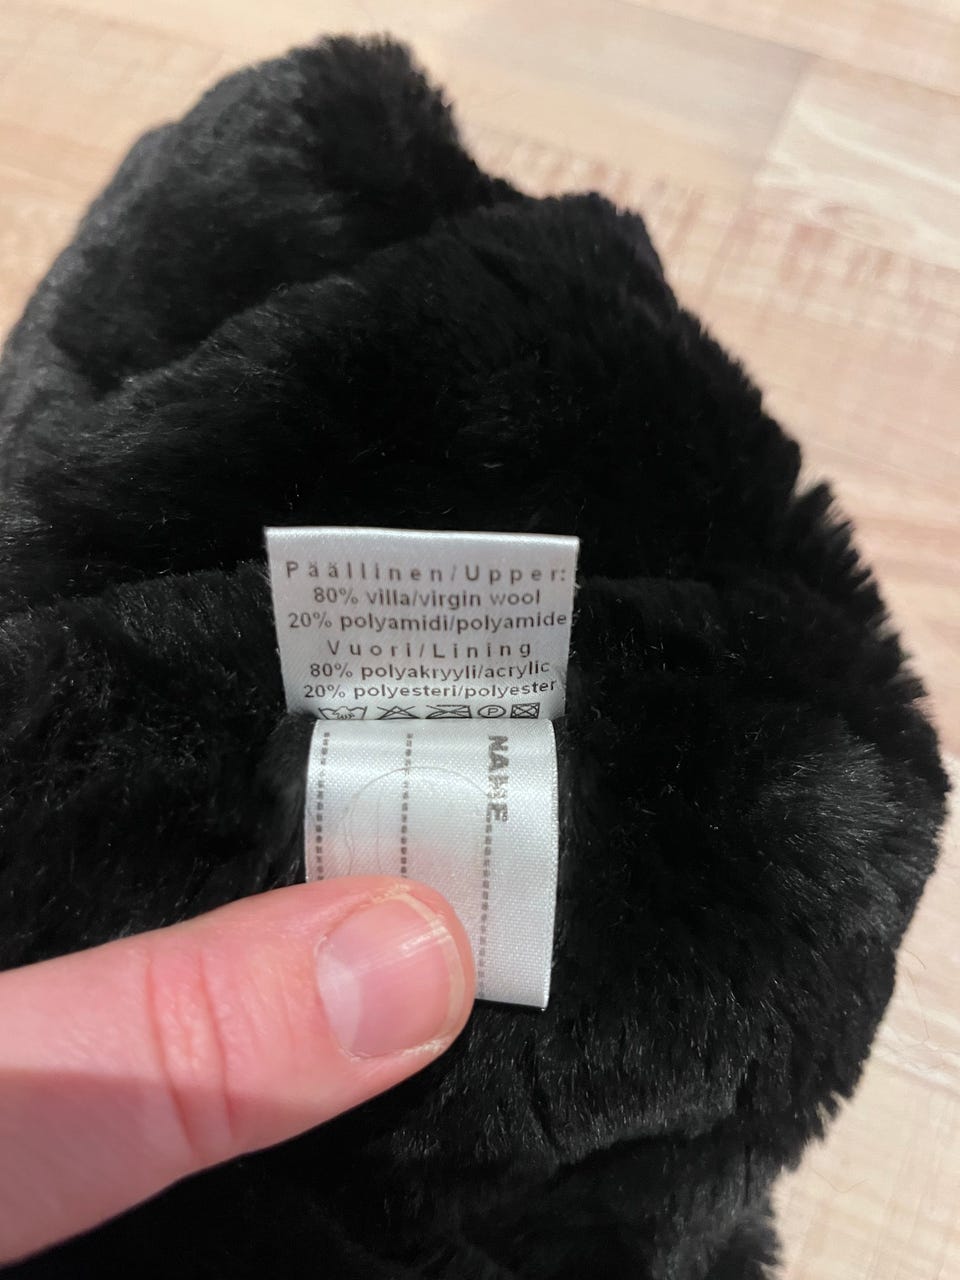 Päällinen/Upper:
80% villa/virgin wool
20% polyamidi/polyamide
Vuori/Lining
80% polyakryyli/acrylic
20% polyesteri/polyester
P
NAME